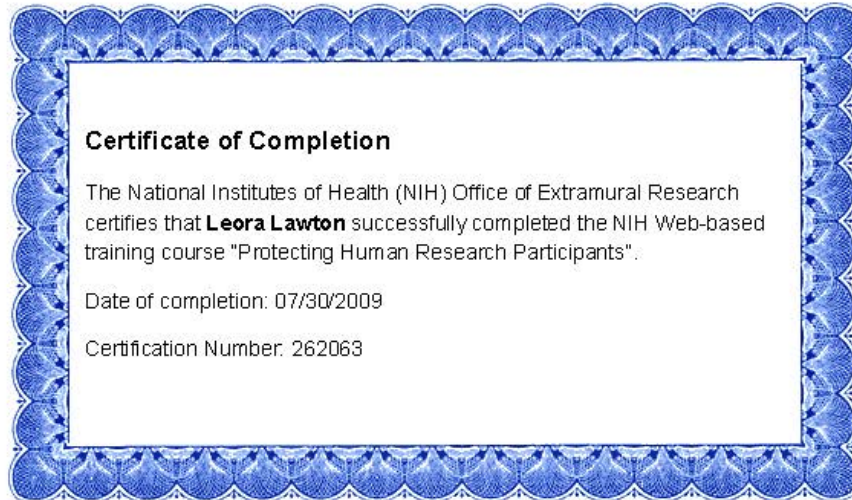 Certificate of Completion
The National Institutes of Health (NIH) Office of Extramural Research
certifies that Leora Lawton successfully completed the NIH Web-based
training course "Protecting Human Research Participants".
Date of completion: 07/30/2009
Certification Number: 262063